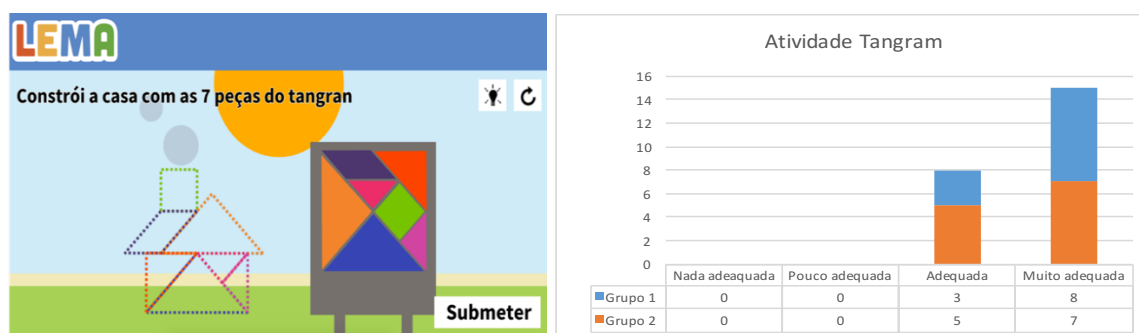 LEMA
Constrói a casa com as 7 peças do tangran
Submeter
Atividade Tangram
16
14
12
10
8
6
4
2
0
Nada adeaquada Pouco adequada Adequada Muito adequada
Grupo 1 0 0 3 8
Grupo 2 0 0 5 7